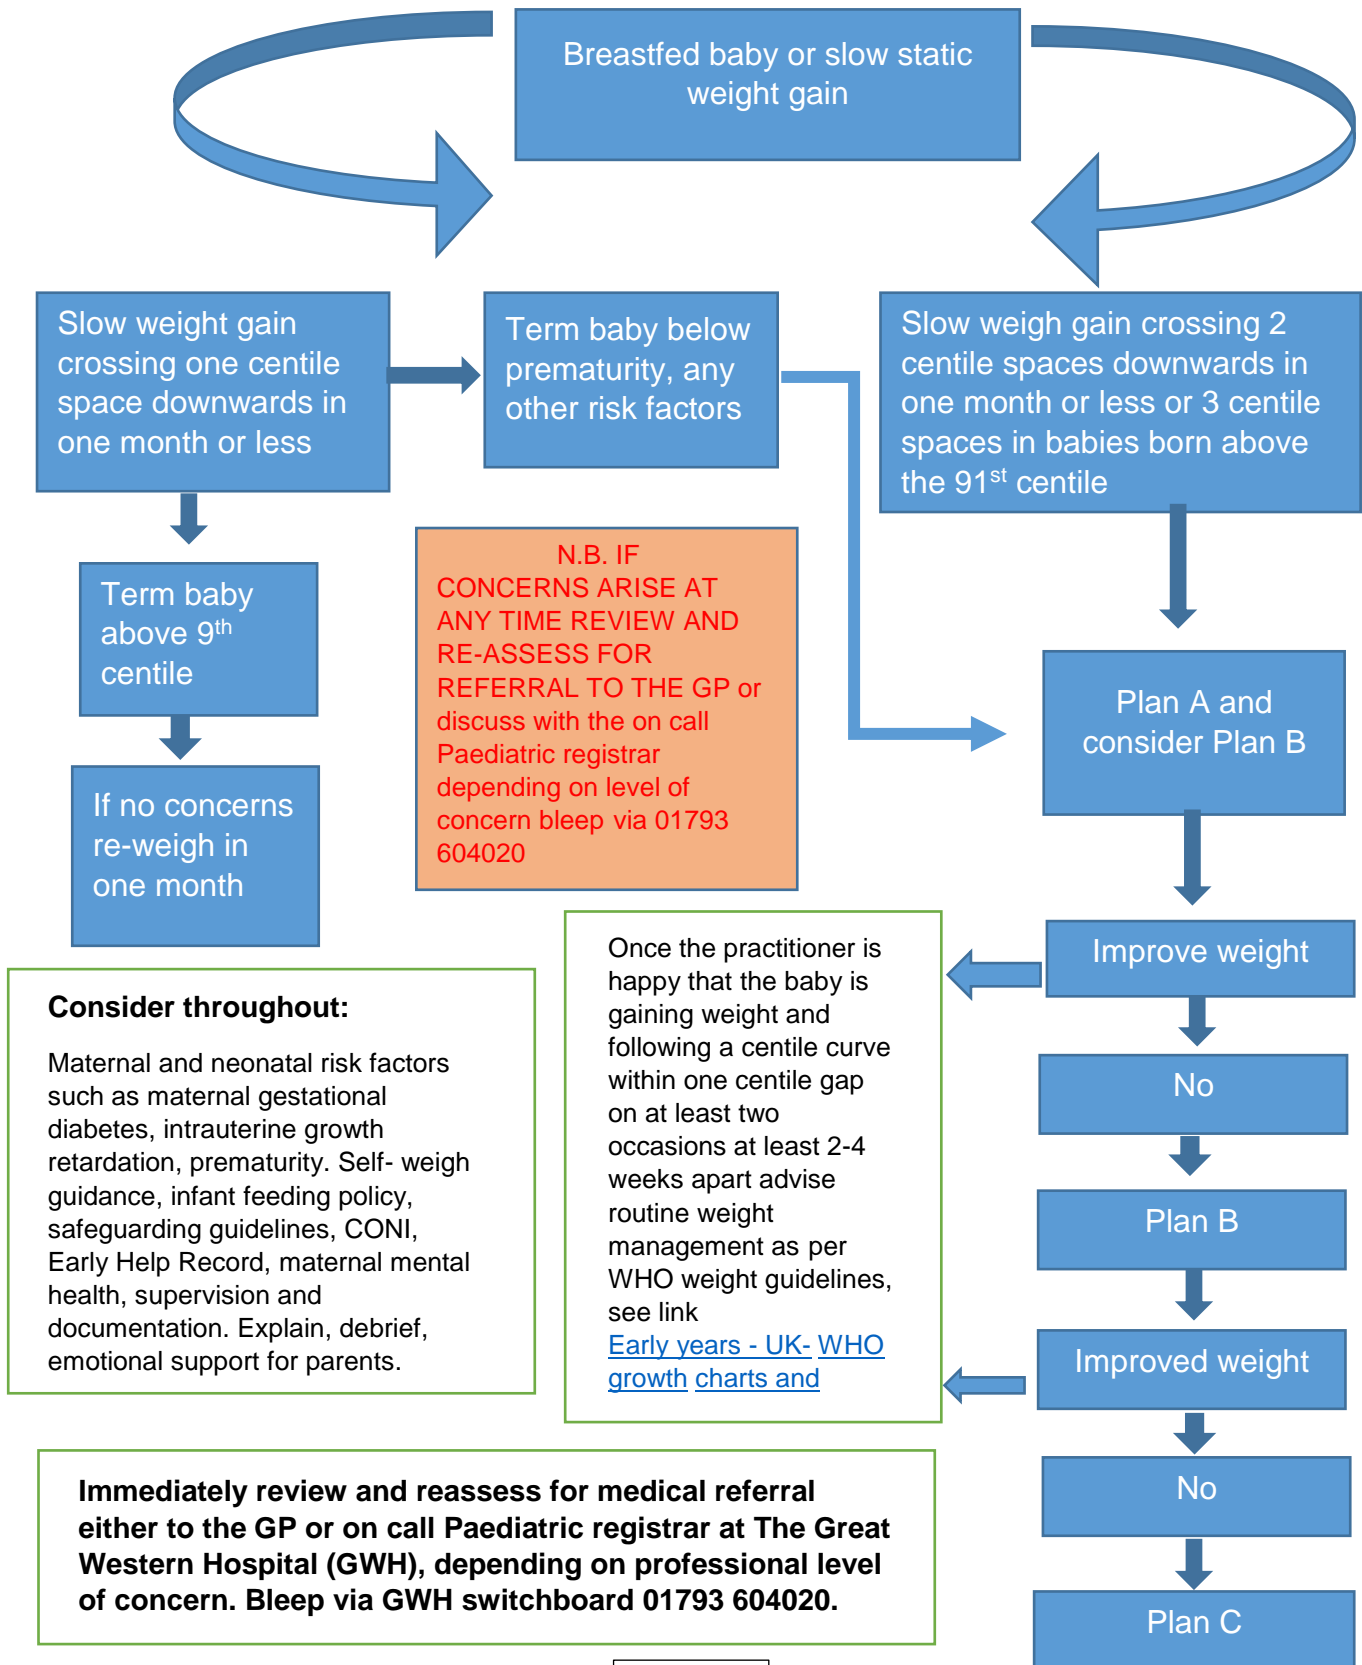 Breastfed baby or slow static
weight gain
Slow weight gain
crossing one centile
space downwards in
one month or less
Term baby below
prematurity, any
other risk factors
Slow weigh gain crossing 2
centile spaces downwards in
one month or less or 3 centile
spaces in babies born above
the 91st centile
Term baby
above 9th
centile
N.B. IF
CONCERNS ARISE AT
ANY TIME REVIEW AND
RE-ASSESS FOR
REFERRAL TO THE GP or
discuss with the on call
Paediatric registrar
depending on level of
concern bleep via 01793
604020
Plan A and
consider Plan B
If no concerns
re-weigh in
one month
Improve weight
Once the practitioner is
happy that the baby is
gaining weight and
following a centile curve
within one centile gap
on at least two
occasions at least 2-4
weeks apart advise
routine weight
management as per
WHO weight guidelines,
see link
Early years - UK- WHO
growth charts and
Consider throughout:
Maternal and neonatal risk factors
such as maternal gestational
diabetes, intrauterine growth
retardation, prematurity. Self- weigh
guidance, infant feeding policy,
safeguarding guidelines, CONI,
Early Help Record, maternal mental
health, supervision and
documentation. Explain, debrief,
emotional support for parents.
No
Plan B
Improved weight
No
Plan C
Immediately review and reassess for medical referral
either to the GP or on call Paediatric registrar at The Great
Western Hospital (GWH), depending on professional level
of concern. Bleep via GWH switchboard 01793 604020.